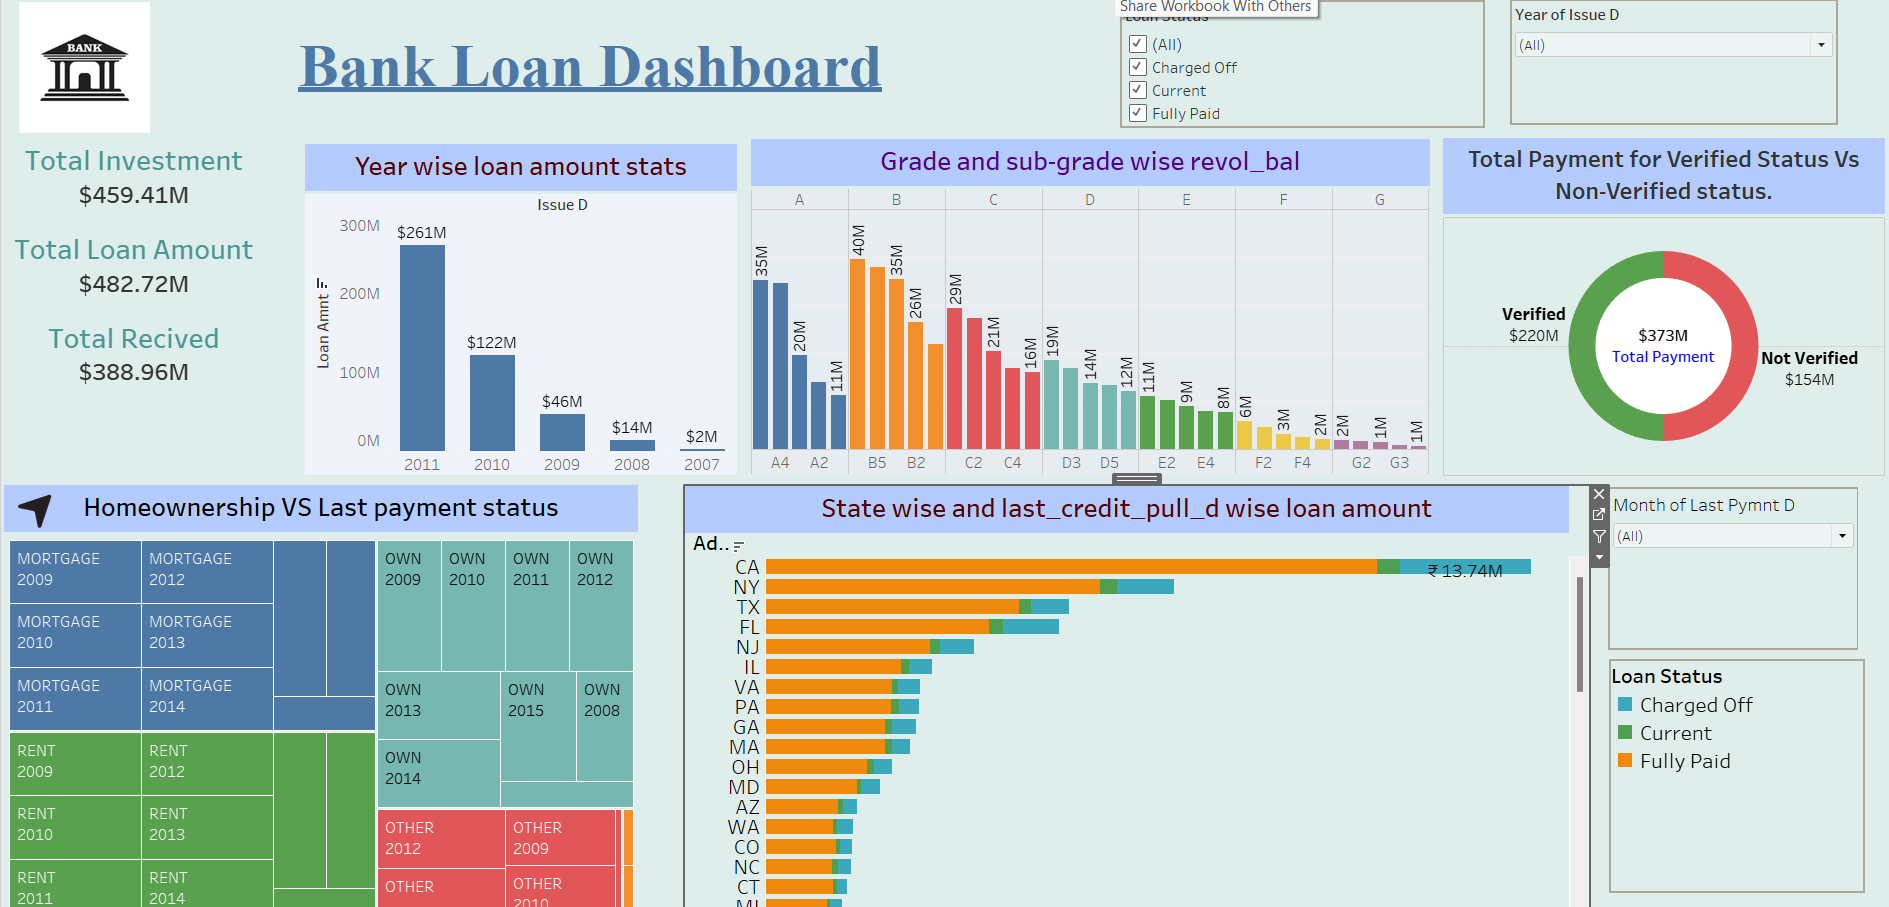 Share Workbook With Others
Loan Status
(All)
Charged Off
Current
Fully Paid
Year of Issue D
(All)
BANK
Bank Loan Dashboard
Total Investment
$459.41M
Total Loan Amount
$482.72M
Total Recived
$388.96M
Year wise loan amount stats
Issue D
Loan Amnt
300M
200M
100M
0M
$261M
$122M
$46M
$14M
$2M
2011 2010 2009 2008 2007
Grade and sub-grade wise revol_bal
A B C D E F G
35M 20M 11M 40M 35M 26M 29M 21M 16M 19M 14M 12M 11M 9M 8M 6M 3M 2M 2M 1M 1M
A4 A2 B5 B2 C2 C4 D3 D5 E2 E4 F2 F4 G2 G3
Total Payment for Verified Status Vs
Non-Verified status.
Verified
$220M
$373M
Total Payment
Not Verified
$154M
Homeownership VS Last payment status
MORTGAGE
2009
MORTGAGE
2012
MORTGAGE
2010
MORTGAGE
2013
MORTGAGE
2011
MORTGAGE
2014
RENT
2009
RENT
2012
RENT
2010
RENT
2013
RENT
2011
RENT
2014
OWN
2009
OWN
2010
OWN
2011
OWN
2012
OWN
2013
OWN
2015
OWN
2008
OWN
2014
OTHER
2012
OTHER
2009
OTHER
OTHER
2010
State wise and last_credit_pull_d wise loan amount
Ad..
CA
₹ 13.74M
NY
TX
FL
NJ
IL
VA
PA
GA
MA
OH
MD
AZ
WA
CO
NC
CT
MI
Month of Last Pymnt D
(All)
Loan Status
Charged Off
Current
Fully Paid